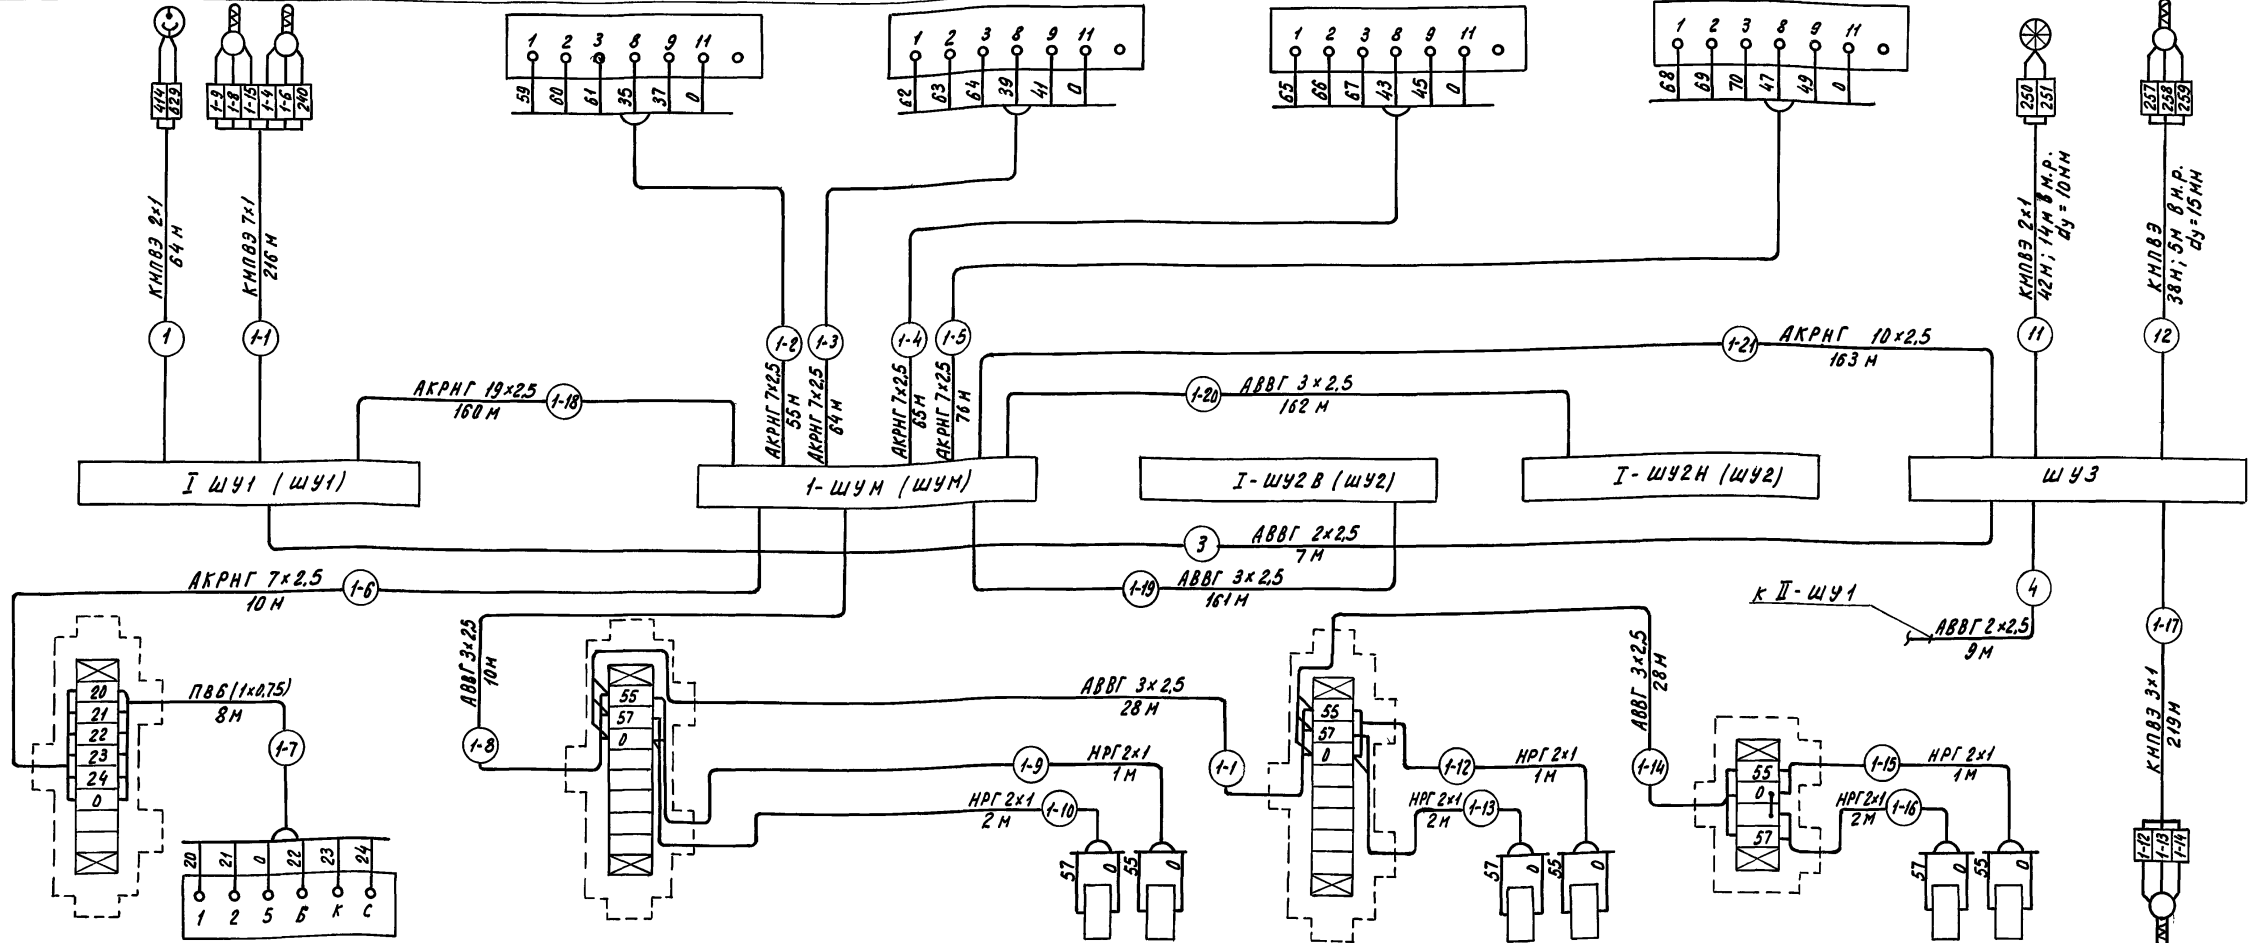 414
629
1-9
1-8
1-15
1-4
1-6
240
1 2 3 8 9 11
59 60 61 35 37 0
1 2 3 8 9 11
62 63 64 39 41 0
1 2 3 8 9 11
65 66 67 43 45 0
1 2 3 8 9 11
68 69 70 47 49 0
250
251
257
258
259
КМПВЭ 2×1
64 м
КМПВЭ 7×1
216 м
КМПВЭ 2×1
42м; 14м в м.р.
dу=10мм
КМПВЭ
38м; 5м в м.р.
dу=15мм
1
1-1
1-2
1-3
1-4
1-5
1-21
АКРНГ 10×2,5
163 м
11
12
АКРНГ 19×2,5
160 м
1-18
АКРНГ 7×2,5
55 м
АКРНГ 7×2,5
64 м
АКРНГ 7×2,5
65 м
АКРНГ 7×2,5
76 м
1-20
АВВГ 3×2,5
162 м
I ШУ1 (ШУ1)
1-ШУМ (ШУМ)
I-ШУ2В (ШУ2)
I-ШУ2Н (ШУ2)
ШУ3
3
АВВГ 2×2,5
7 м
АКРНГ 7×2,5
10 м
1-6
1-19
АВВГ 3×2,5
161 м
к II-ШУ1
4
АВВГ 2×2,5
9 м
1-17
КМПВЭ 3×1
219 м
20
21
22
23
24
0
ПВ6 (1×0,75)
8 м
1-7
АВВГ 3×2,5
10 м
1-8
55
57
0
АВВГ 3×2,5
28 м
1-9
НРГ 2×1
1 м
НРГ 2×1
2 м
1-10
1-1
55
57
0
1-12
НРГ 2×1
1 м
НРГ 2×1
2 м
1-13
АВВГ 3×2,5
28 м
1-14
55
0
57
1-15
НРГ 2×1
1 м
НРГ 2×1
2 м
1-16
20 21 0 22 23 24
1 2 5 Б К С
57 0
55 0
57 0
55 0
57 0
55 0
1-12
1-13
1-14